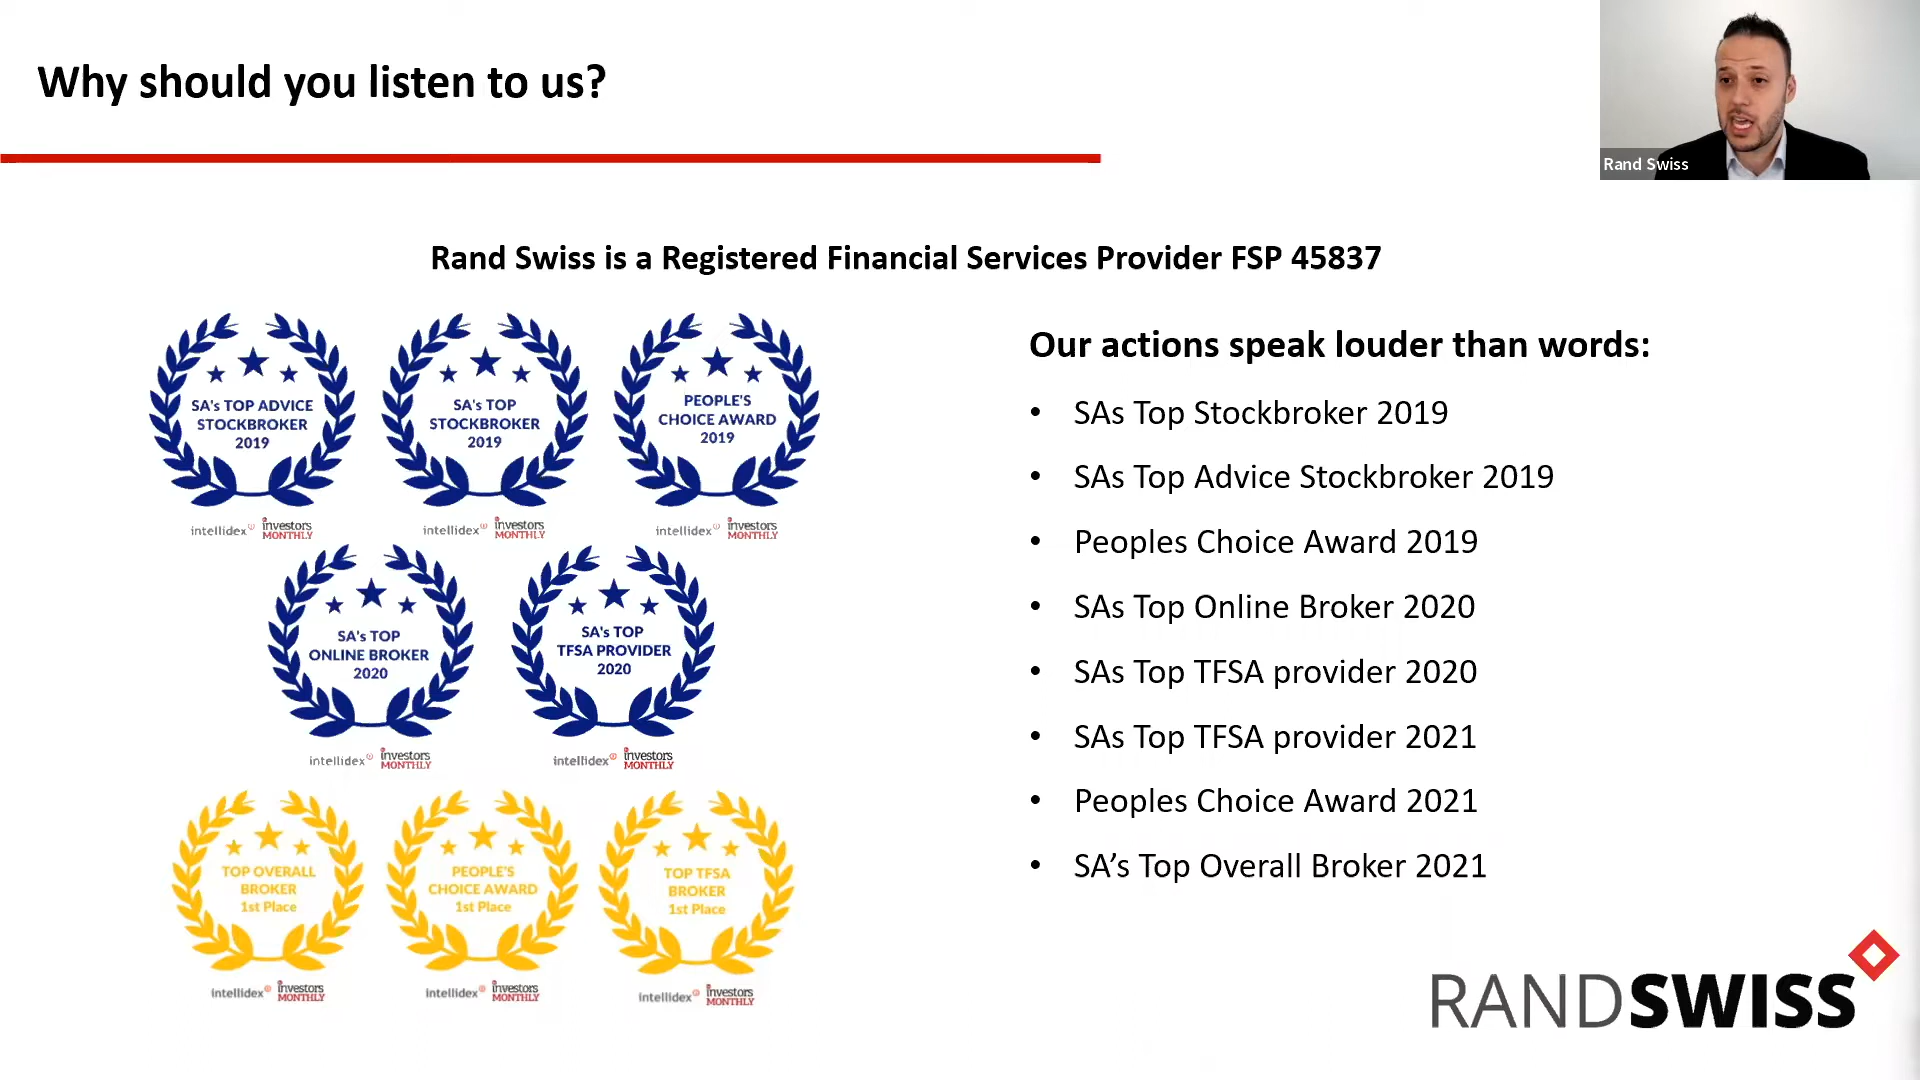 Why should you listen to us?
Rand Swiss
Rand Swiss is a Registered Financial Services Provider FSP 45837
SA's TOP ADVICE
STOCKBROKER
2019
intellidex investors
MONTHLY
SA's TOP
STOCKBROKER
2019
intellidex investors
MONTHLY
PEOPLE'S
CHOICE AWARD
2019
intellidex investors
MONTHLY
SA's TOP
ONLINE BROKER
2020
intellidex investors
MONTHLY
SA's TOP
TFSA PROVIDER
2020
intellidex investors
MONTHLY
TOP OVERALL
BROKER
1st Place
intellidex investors
MONTHLY
PEOPLE'S
CHOICE AWARD
1st Place
intellidex investors
MONTHLY
TOP TFSA
BROKER
1st Place
intellidex investors
MONTHLY
Our actions speak louder than words:
• SAs Top Stockbroker 2019
• SAs Top Advice Stockbroker 2019
• Peoples Choice Award 2019
• SAs Top Online Broker 2020
• SAs Top TFSA provider 2020
• SAs Top TFSA provider 2021
• Peoples Choice Award 2021
• SA’s Top Overall Broker 2021
RANDSWISS